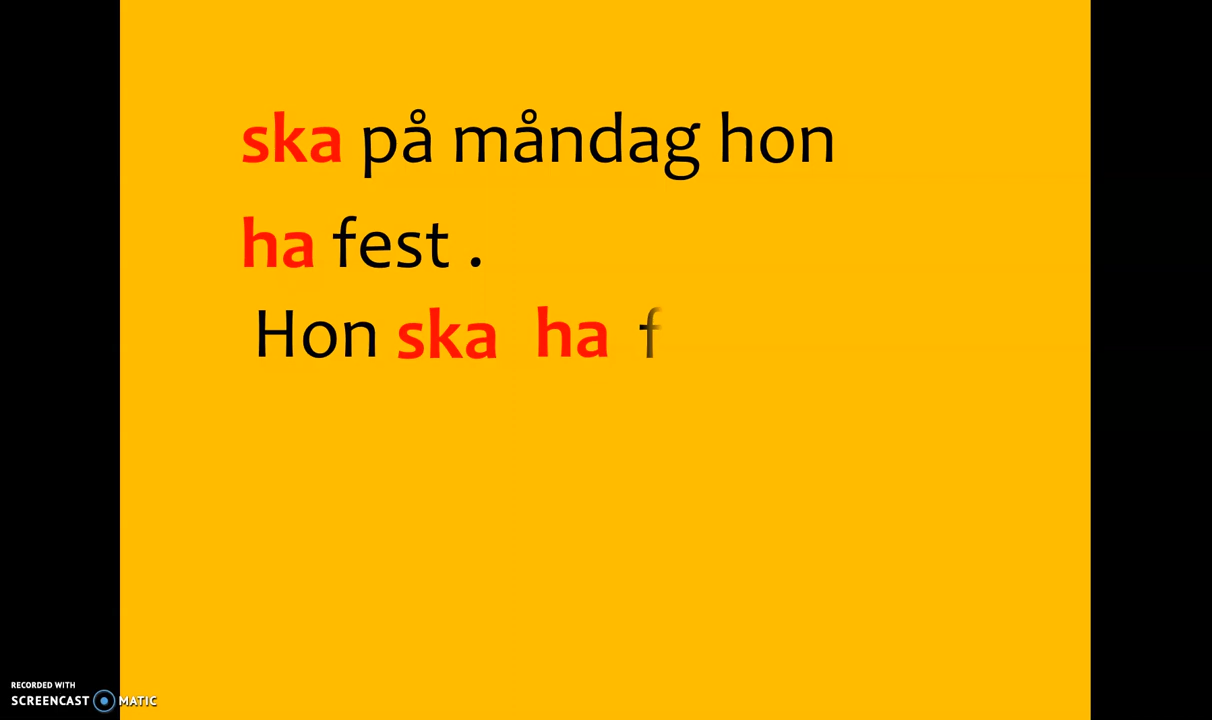 ska på måndag hon
ha fest .
Hon ska ha f
RECORDED WITH
SCREENCAST MATIC